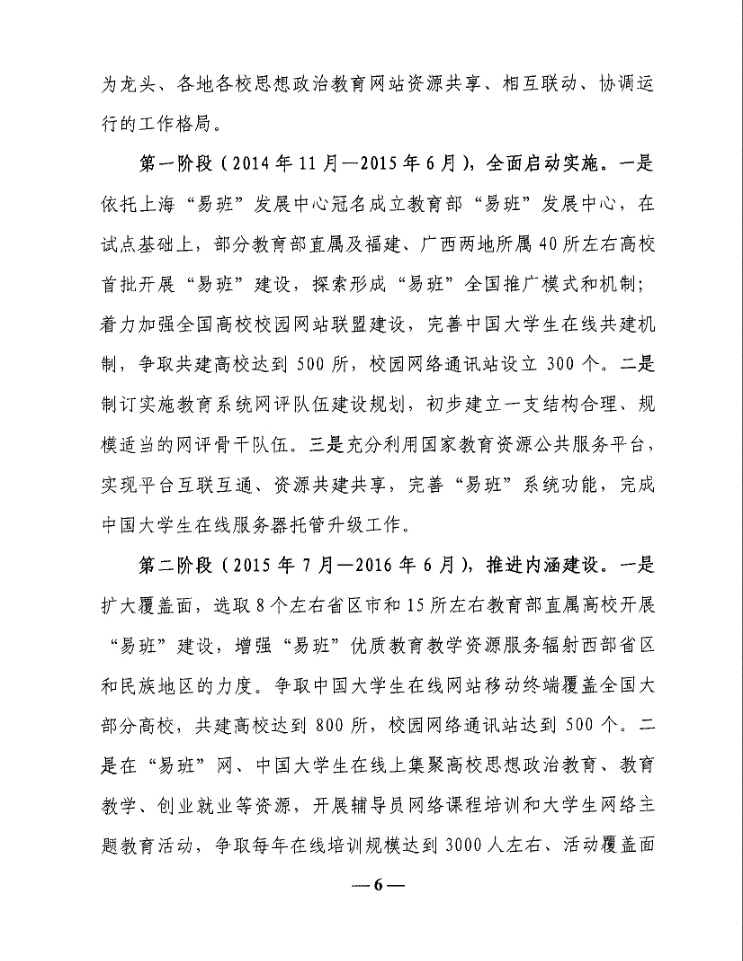 为龙头、各地各校思想政治教育网站资源共享、相互联动、协调运
行的工作格局。
第一阶段（2014 年 11 月—2015 年 6 月），全面启动实施。一是
依托上海“易班”发展中心冠名成立教育部“易班”发展中心，在
试点基础上，部分教育部直属及福建、广西两地所属 40 所左右高校
首批开展“易班”建设，探索形成“易班”全国推广模式和机制；
着力加强全国高校校园网站联盟建设，完善中国大学生在线共建机
制，争取共建高校达到 500 所，校园网络通讯站设立 300 个。二是
制订实施教育系统网评队伍建设规划，初步建立一支结构合理、规
模适当的网评骨干队伍。三是充分利用国家教育资源公共服务平台，
实现平台互联互通、资源共建共享，完善“易班”系统功能，完成
中国大学生在线服务器托管升级工作。
第二阶段（2015 年 7 月—2016 年 6 月），推进内涵建设。一是
扩大覆盖面，选取 8 个左右省区市和 15 所左右教育部直属高校开展
“易班”建设，增强“易班”优质教育教学资源服务辐射西部省区
和民族地区的力度。争取中国大学生在线网站移动终端覆盖全国大
部分高校，共建高校达到 800 所，校园网络通讯站达到 500 个。二
是在“易班”网、中国大学生在线上集聚高校思想政治教育、教育
教学、创业就业等资源，开展辅导员网络课程培训和大学生网络主
题教育活动，争取每年在线培训规模达到 3000 人左右、活动覆盖面
— 6 —